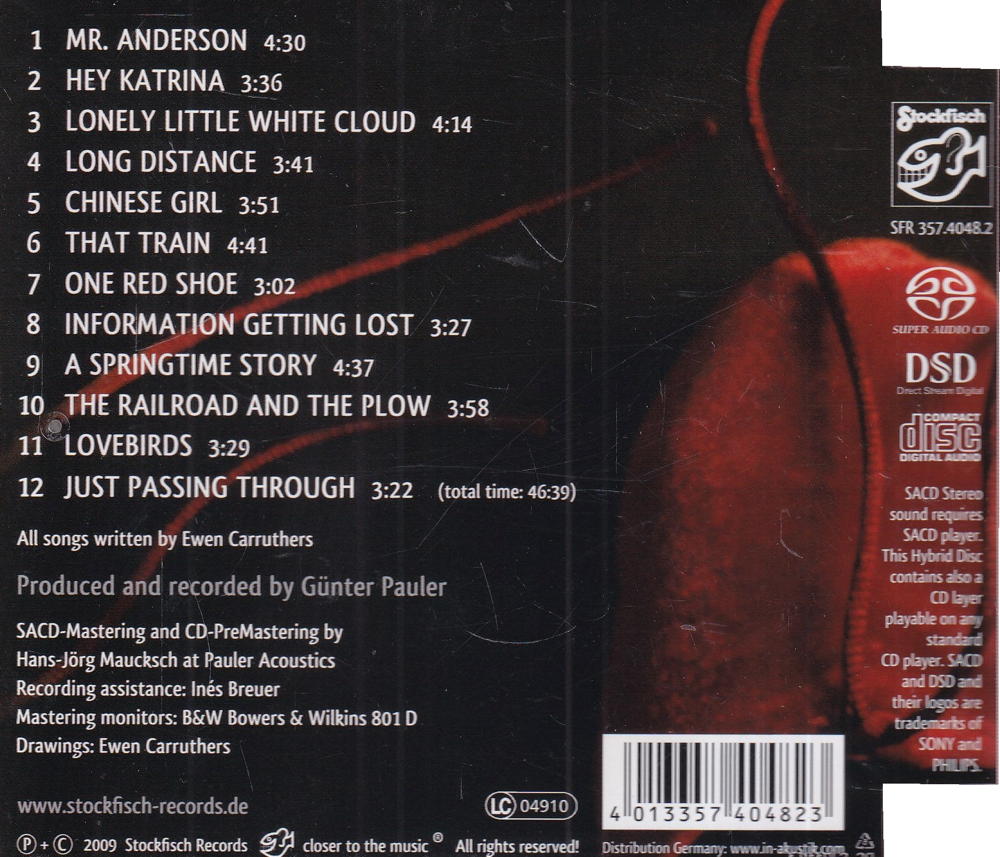 1 MR. ANDERSON 4:30
2 HEY KATRINA 3:36
3 LONELY LITTLE WHITE CLOUD 4:14
4 LONG DISTANCE 3:41
5 CHINESE GIRL 3:51
6 THAT TRAIN 4:41
7 ONE RED SHOE 3:02
8 INFORMATION GETTING LOST 3:27
9 A SPRINGTIME STORY 4:37
10 THE RAILROAD AND THE PLOW 3:58
11 LOVEBIRDS 3:29
12 JUST PASSING THROUGH 3:22 (total time: 46:39)
All songs written by Ewen Carruthers
Produced and recorded by Günter Pauler
SACD-Mastering and CD-PreMastering by
Hans-Jörg Maucksch at Pauler Acoustics
Recording assistance: Inés Breuer
Mastering monitors: B&W Bowers & Wilkins 801 D
Drawings: Ewen Carruthers
www.stockfisch-records.de
LC 04910
Ⓟ + © 2009 Stockfisch Records closer to the music ® All rights reserved!
4 013357 404823
Distribution Germany: www.in-akustik.com
Stockfisch
SFR 357.4048.2
SUPER AUDIO CD
DSD
Direct Stream Digital
COMPACT
disc
DIGITAL AUDIO
SACD Stereo
sound requires
SACD player.
This Hybrid Disc
contains also a
CD layer
playable on any
standard
CD player. SACD
and DSD and
their logos are
trademarks of
SONY and
PHILIPS.